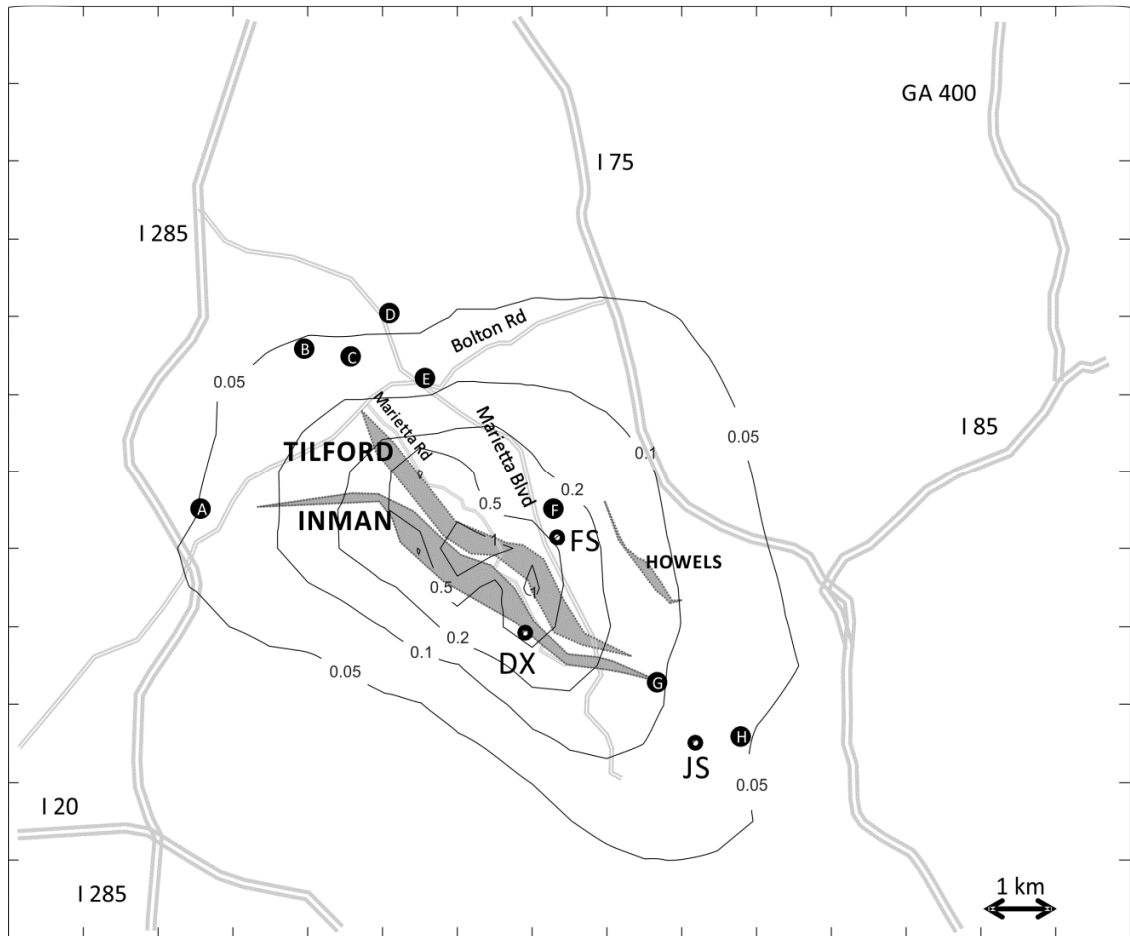 GA 400
I 75
I 285
D
Bolton Rd
B
C
E
0.05
Marietta Rd
Marietta Blvd
0.05
I 85
0.1
TILFORD
0.2
0.5
A
INMAN
F
FS
1
HOWELS
0.5
1
0.2
0.1
DX
0.05
G
H
JS
0.05
I 20
1 km
I 285